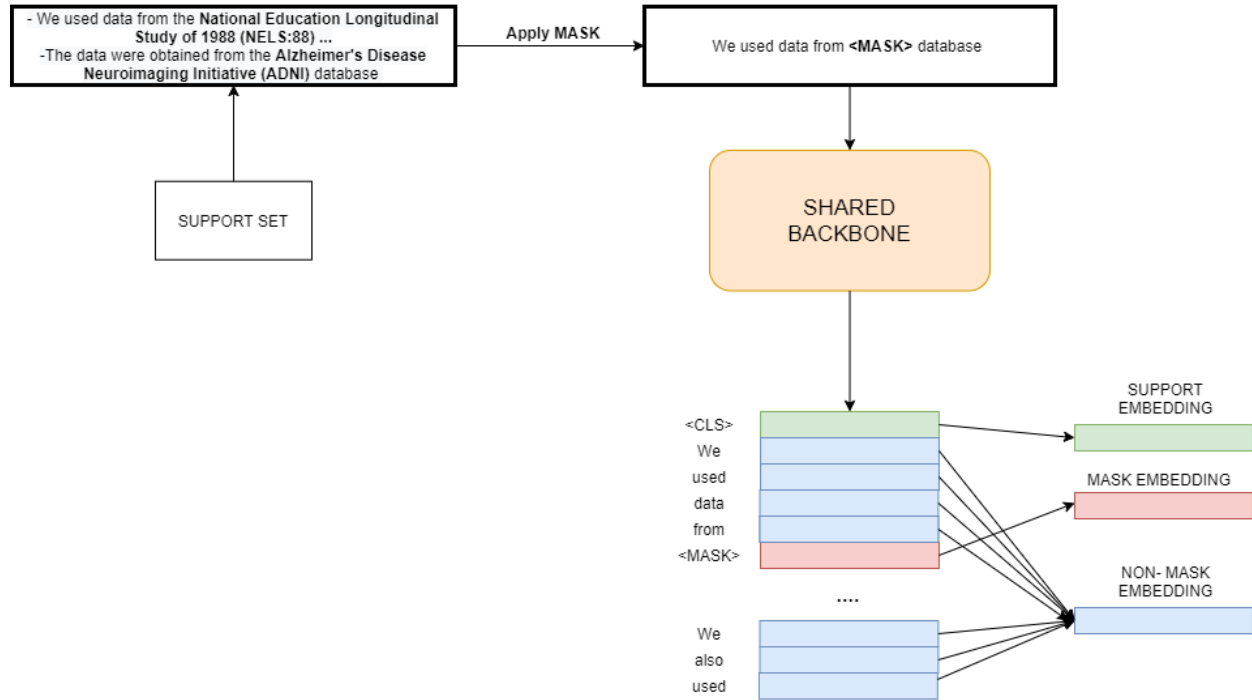 - We used data from the National Education Longitudinal
Study of 1988 (NELS:88) ...
-The data were obtained from the Alzheimer's Disease
Neuroimaging Initiative (ADNI) database
Apply MASK
We used data from <MASK> database
SUPPORT SET
SHARED
BACKBONE
<CLS>
We
used
data
from
<MASK>
....
We
also
used
SUPPORT
EMBEDDING
MASK EMBEDDING
NON- MASK
EMBEDDING